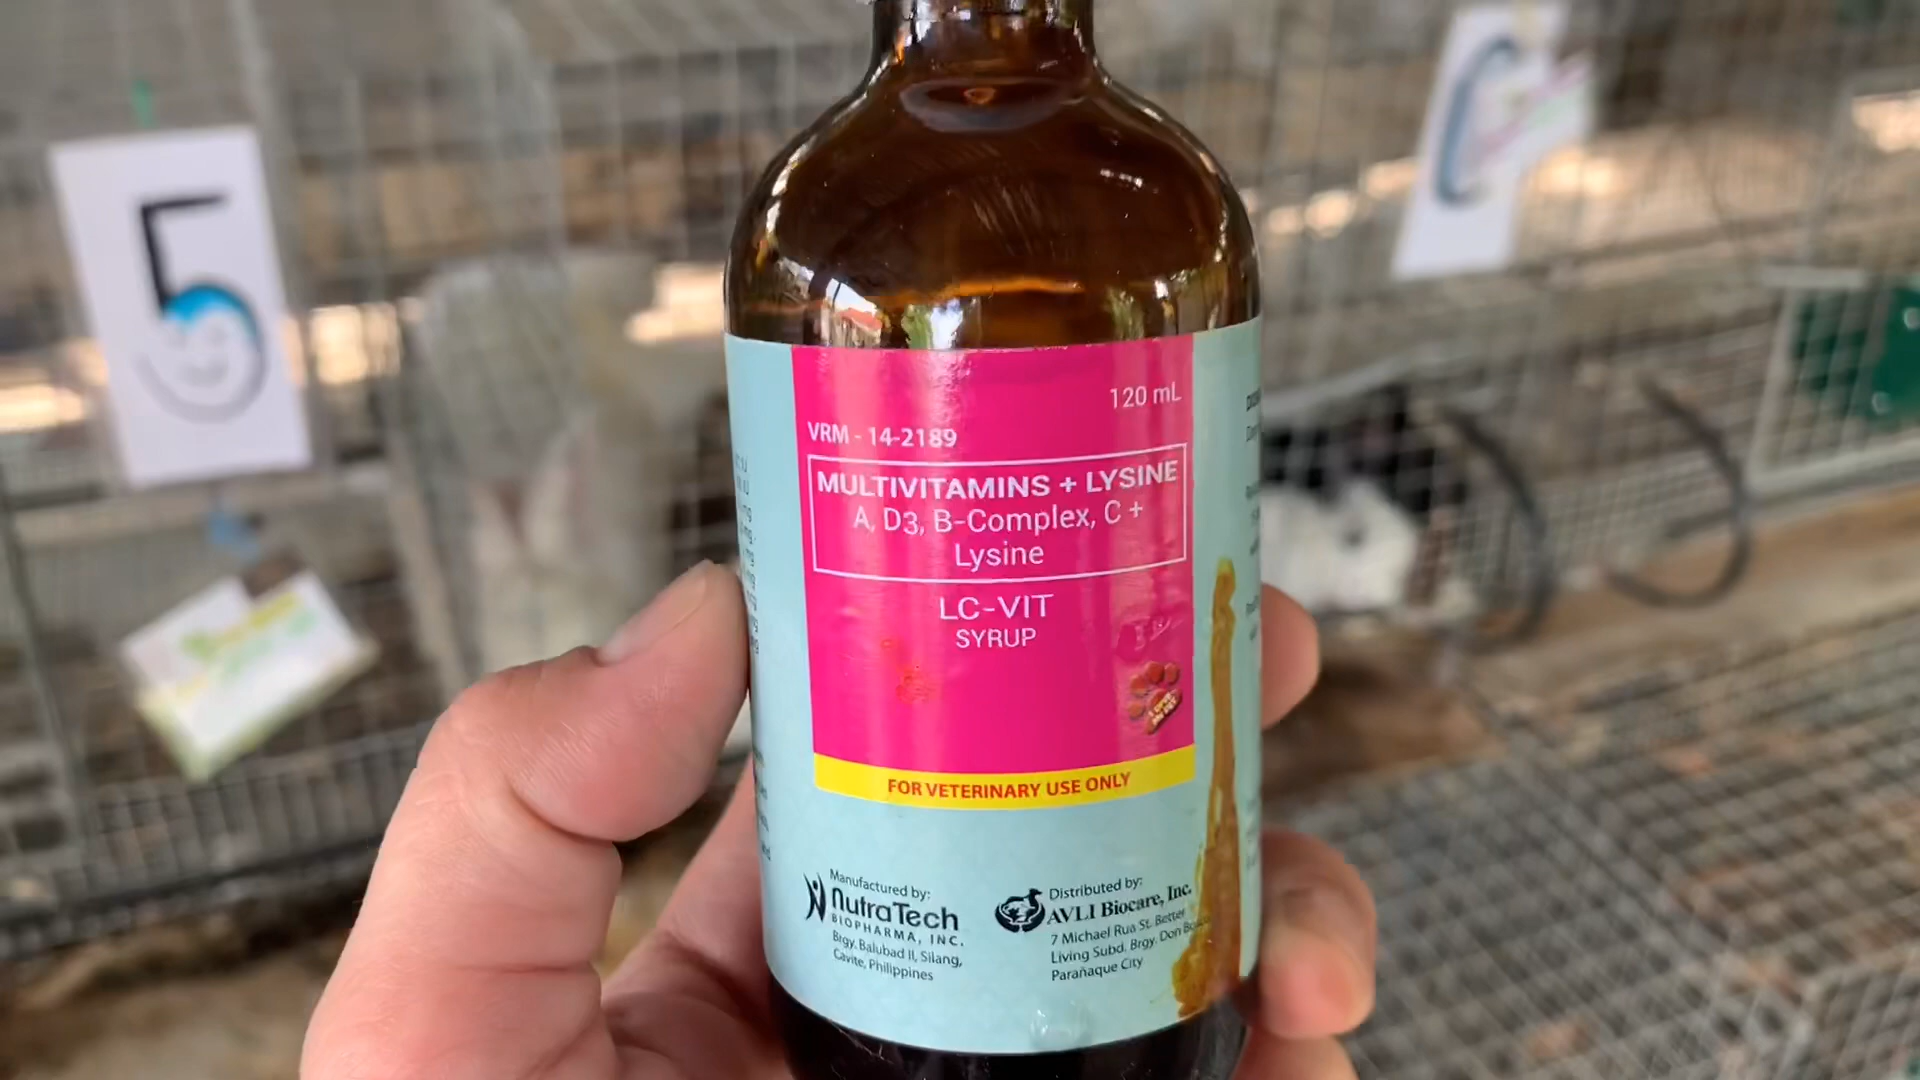 5
120 mL
VRM - 14-2189
MULTIVITAMINS + LYSINE
A, D3, B-Complex, C +
Lysine
LC-VIT
SYRUP
FOR VETERINARY USE ONLY
Manufactured by:
NutraTech
BIOPHARMA, INC.
Brgy. Balubad II, Silang,
Cavite, Philippines
Distributed by:
AVLI Biocare, Inc.
7 Michael Rua St. Better
Living Subd. Brgy. Don
Parañaque City